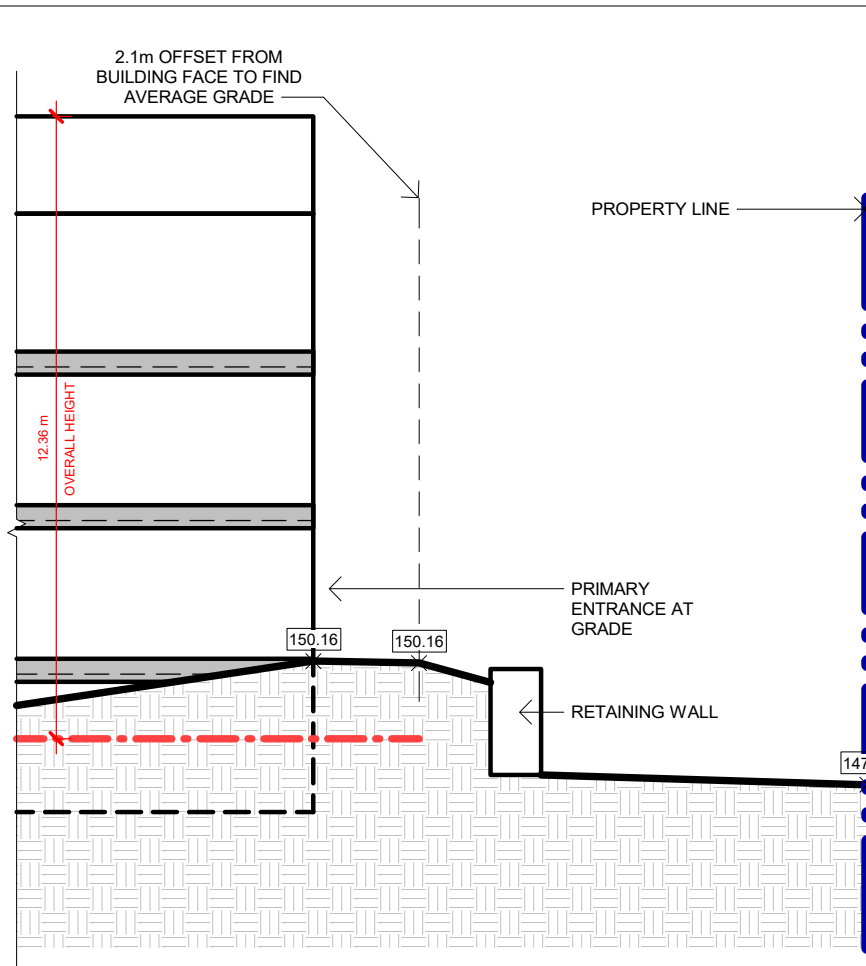 2.1m OFFSET FROM
BUILDING FACE TO FIND
AVERAGE GRADE
PROPERTY LINE
12.36 m
OVERALL HEIGHT
PRIMARY
ENTRANCE AT
GRADE
150.16
150.16
RETAINING WALL
147